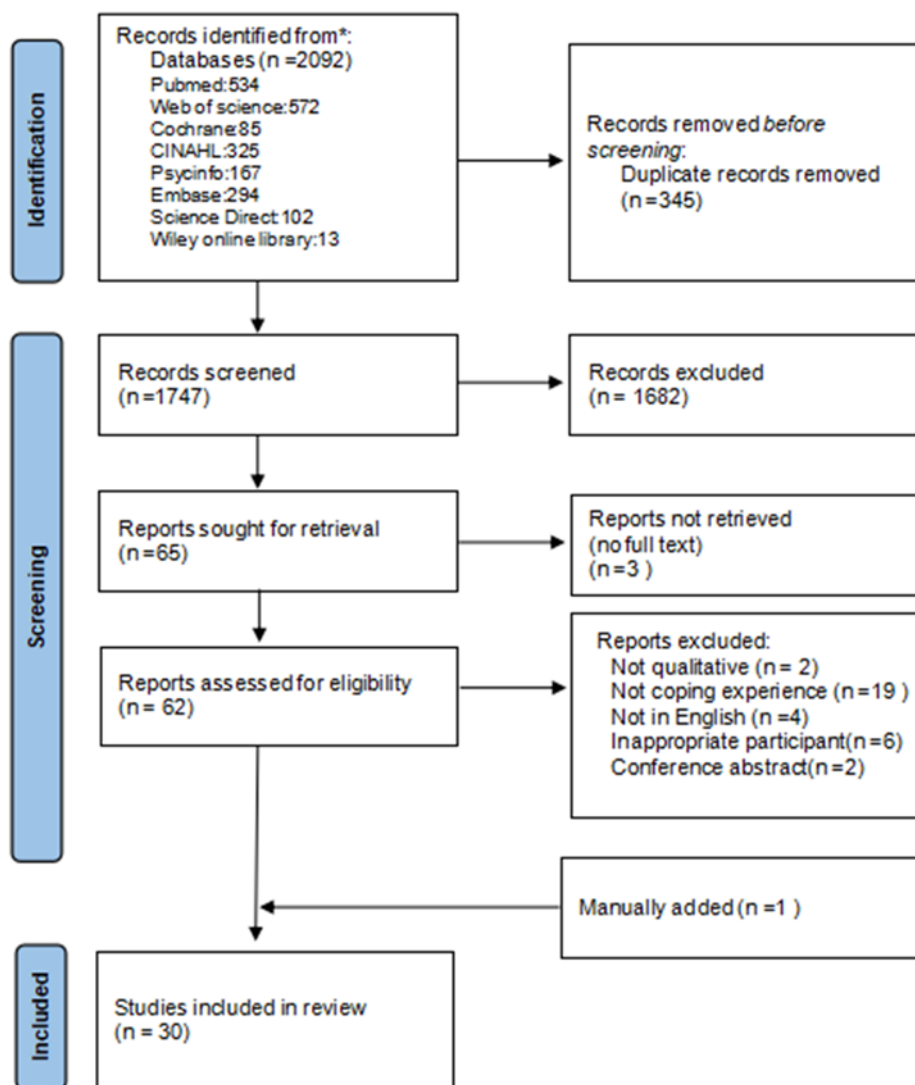 Identification
Records identified from*:
Databases (n =2092)
Pubmed:534
Web of science:572
Cochrane:85
CINAHL:325
Psycinfo:167
Embase:294
Science Direct:102
Wiley online library:13
Records removed before
screening:
Duplicate records removed
(n=345)
Screening
Records screened
(n=1747)
Records excluded
(n= 1682)
Reports sought for retrieval
(n=65)
Reports not retrieved
(no full text)
(n=3 )
Reports assessed for eligibility
(n= 62)
Reports excluded:
Not qualitative (n= 2)
Not coping experience (n=19 )
Not in English (n=4)
Inappropriate participant(n=6)
Conference abstract(n=2)
Manually added (n =1 )
Included
Studies included in review
(n = 30)